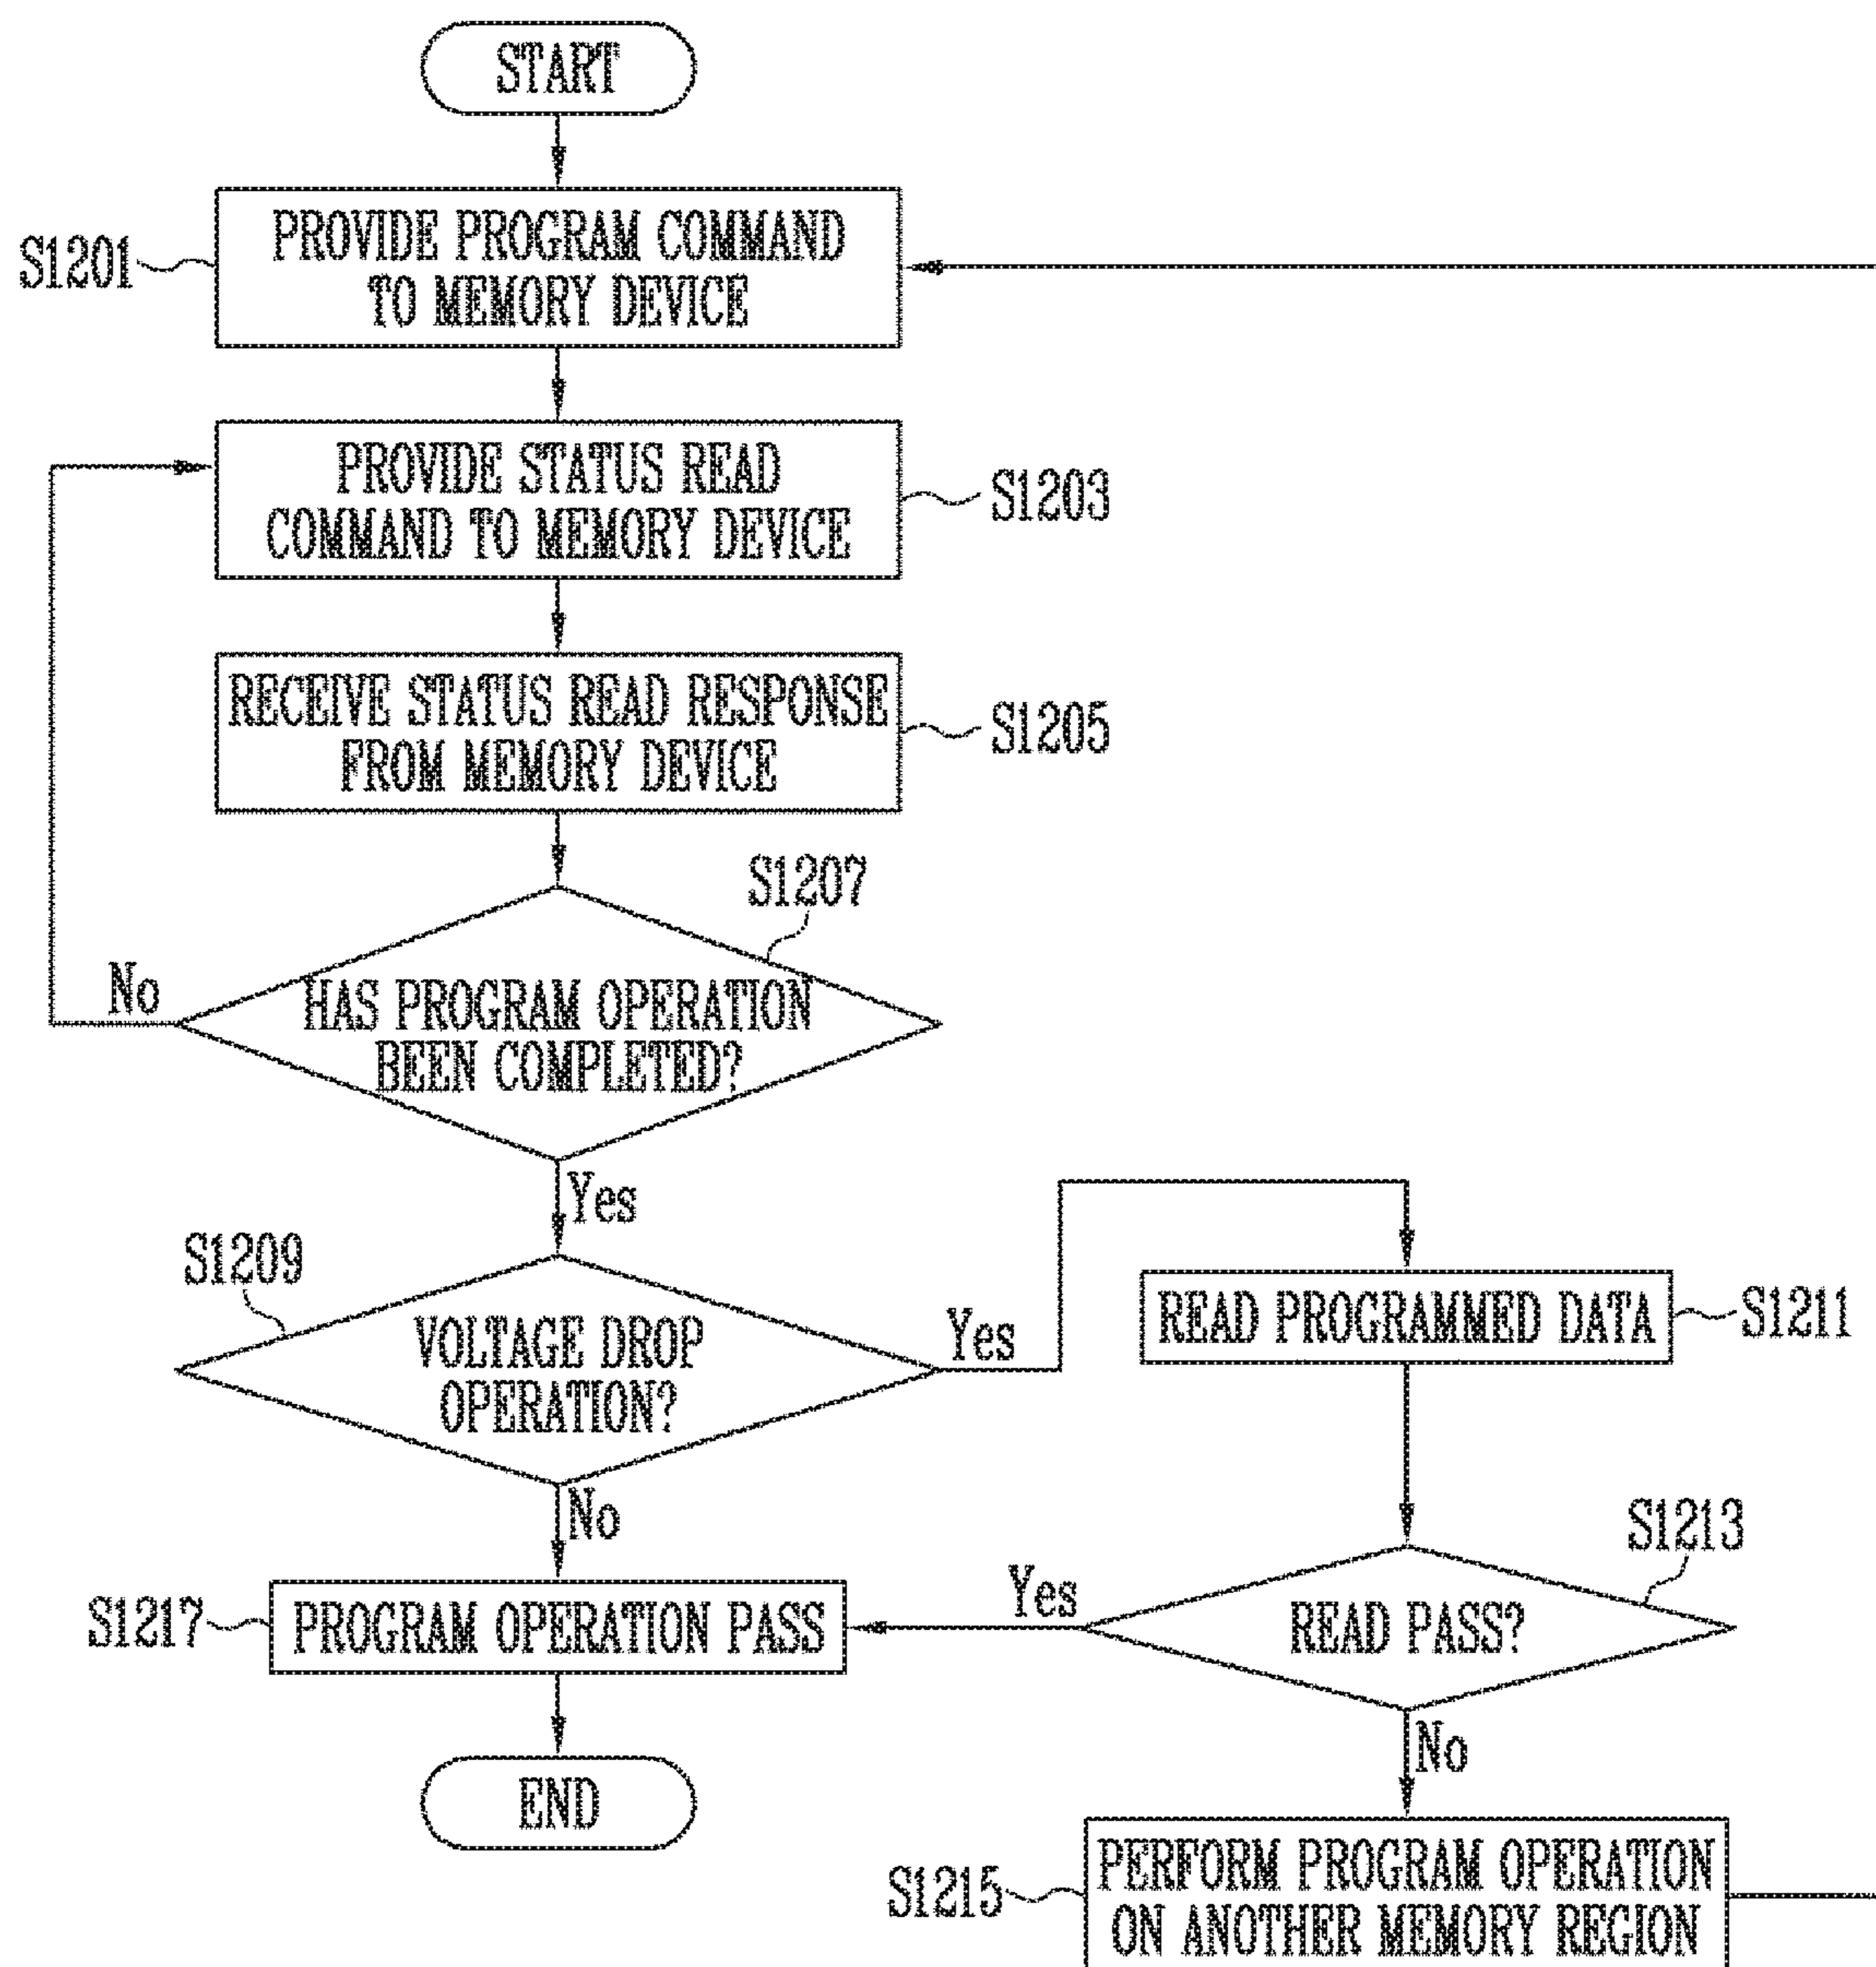 START
S1201
PROVIDE PROGRAM COMMAND
TO MEMORY DEVICE
PROVIDE STATUS READ
COMMAND TO MEMORY DEVICE
S1203
RECEIVE STATUS READ RESPONSE
FROM MEMORY DEVICE
S1205
S1207
HAS PROGRAM OPERATION
BEEN COMPLETED?
No
Yes
S1209
VOLTAGE DROP
OPERATION?
Yes
No
READ PROGRAMMED DATA
S1211
S1213
READ PASS?
Yes
No
S1217
PROGRAM OPERATION PASS
END
S1215
PERFORM PROGRAM OPERATION
ON ANOTHER MEMORY REGION